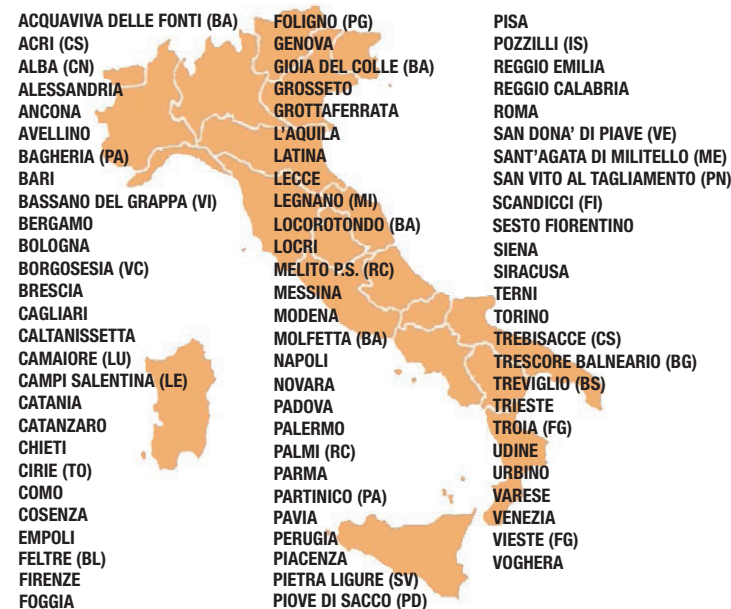 ACQUAVIVA DELLE FONTI (BA)
ACRI (CS)
ALBA (CN)
ALESSANDRIA
ANCONA
AVELLINO
BAGHERIA (PA)
BARI
BASSANO DEL GRAPPA (VI)
BERGAMO
BOLOGNA
BORGOSESIA (VC)
BRESCIA
CAGLIARI
CALTANISSETTA
CAMAIORE (LU)
CAMPI SALENTINA (LE)
CATANIA
CATANZARO
CHIETI
CIRIE (TO)
COMO
COSENZA
EMPOLI
FELTRE (BL)
FIRENZE
FOGGIA
FOLIGNO (PG)
GENOVA
GIOIA DEL COLLE (BA)
GROSSETO
GROTTAFERRATA
L'AQUILA
LATINA
LECCE
LEGNANO (MI)
LOCOROTONDO (BA)
LOCRI
MELITO P.S. (RC)
MESSINA
MODENA
MOLFETTA (BA)
NAPOLI
NOVARA
PADOVA
PALERMO
PALMI (RC)
PARMA
PARTINICO (PA)
PAVIA
PERUGIA
PIACENZA
PIETRA LIGURE (SV)
PIOVE DI SACCO (PD)
PISA
POZZILLI (IS)
REGGIO EMILIA
REGGIO CALABRIA
ROMA
SAN DONA' DI PIAVE (VE)
SANT'AGATA DI MILITELLO (ME)
SAN VITO AL TAGLIAMENTO (PN)
SCANDICCI (FI)
SESTO FIORENTINO
SIENA
SIRACUSA
TERNI
TORINO
TREBISACCE (CS)
TRESCORE BALNEARIO (BG)
TREVIGLIO (BS)
TRIESTE
TROIA (FG)
UDINE
URBINO
VARESE
VENEZIA
VIESTE (FG)
VOGHERA